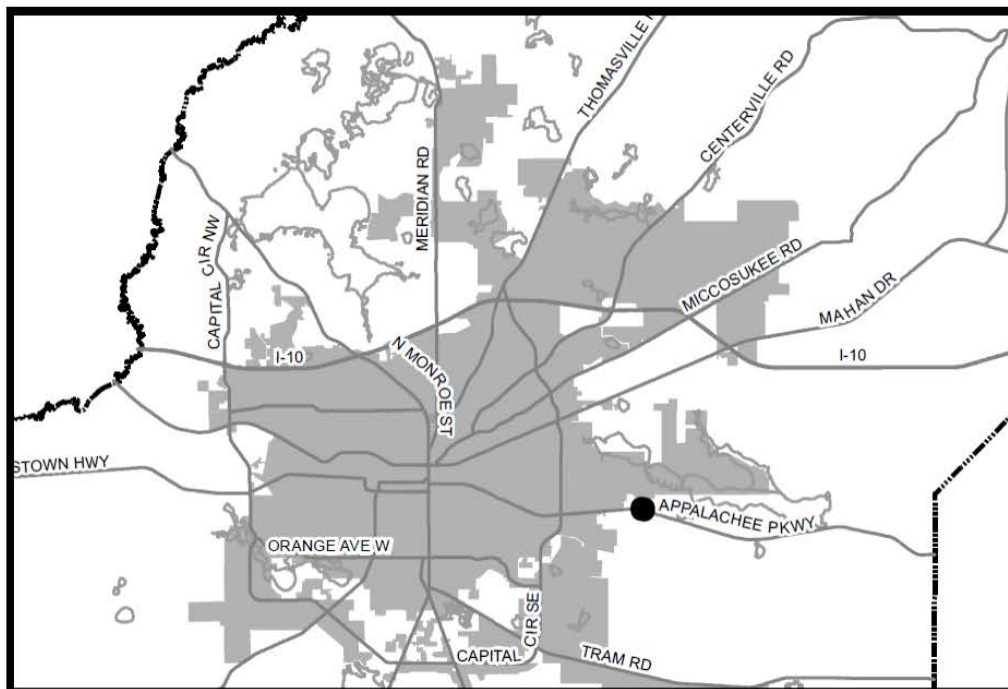 THOMASVILLE
CENTERVILLE RD
MERIDIAN RD
CAPITAL CIR NW
MICCOSUKEE RD
MAHAN DR
I-10
N MONROE ST
I-10
STOWN HWY
APPALACHEE PKWY
ORANGE AVE W
CAPITAL CIR SE
TRAM RD